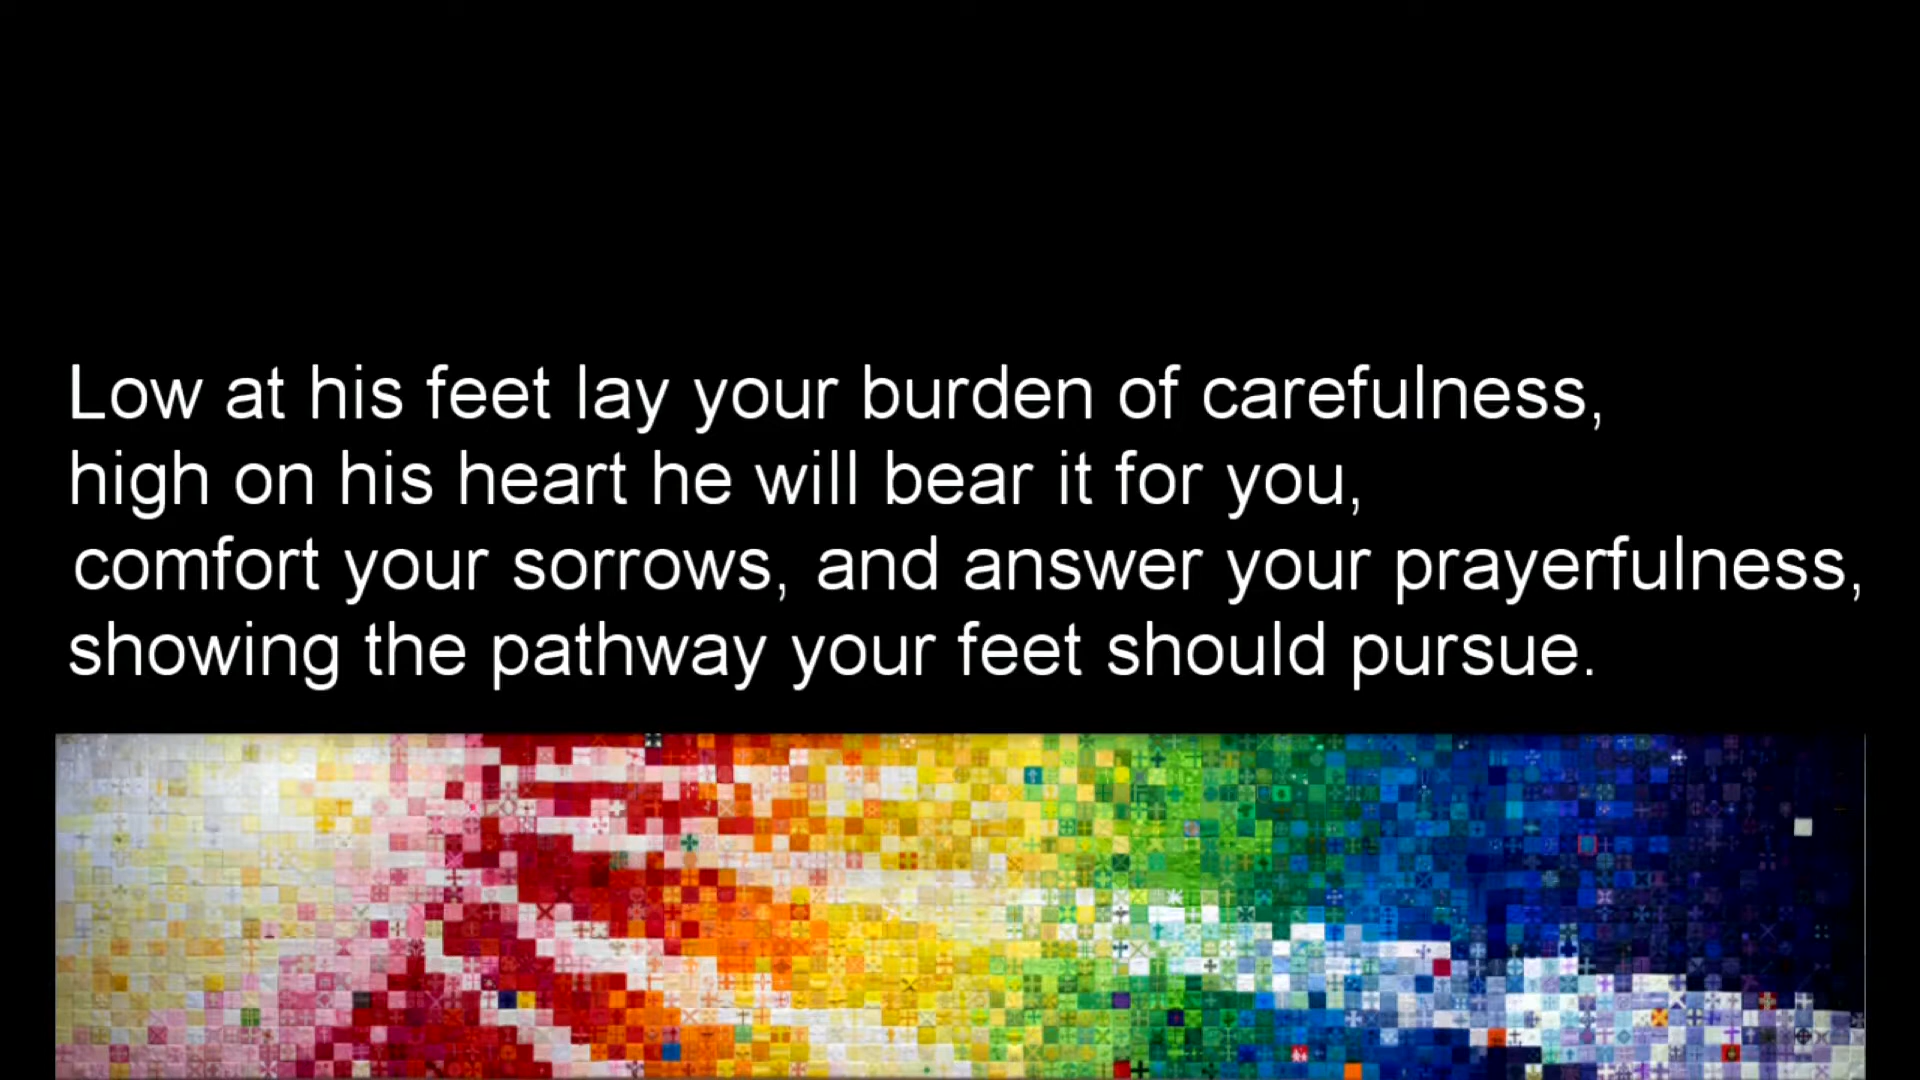 Low at his feet lay your burden of carefulness,
high on his heart he will bear it for you,
comfort your sorrows, and answer your prayerfulness,
showing the pathway your feet should pursue.